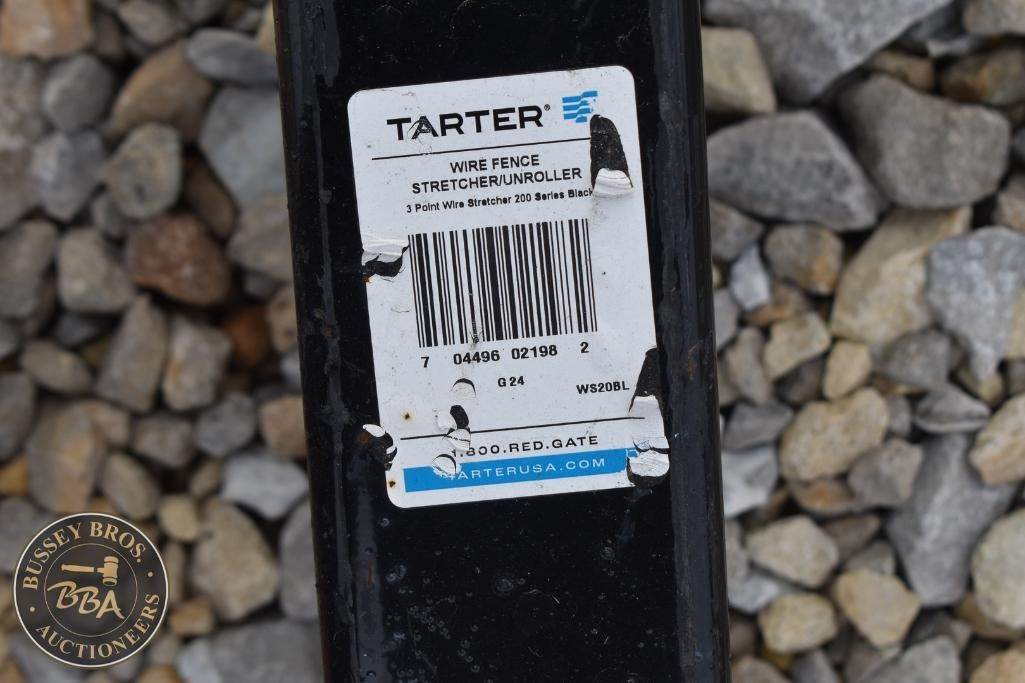 TARTER®
WIRE FENCE
STRETCHER/UNROLLER
3 Point Wire Stretcher 200 Series Black
7 04496 02198 2
G 24
WS20BL
1.800.RED.GATE
TARTERUSA.COM
BUSSEY BROS.
BBA
AUCTIONEERS